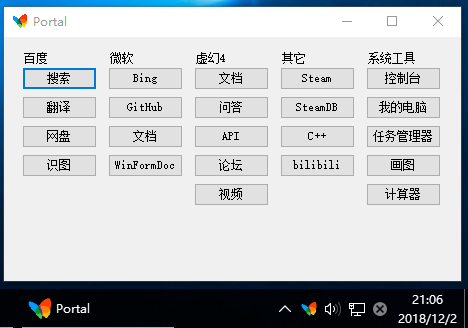 Portal
百度 微软 虚幻4 其它 系统工具
搜索 Bing 文档 Steam 控制台
翻译 GitHub 问答 SteamDB 我的电脑
网盘 文档 API C++ 任务管理器
识图 WinFormDoc 论坛 bilibili 画图
视频 计算器
Portal
21:06
2018/12/2